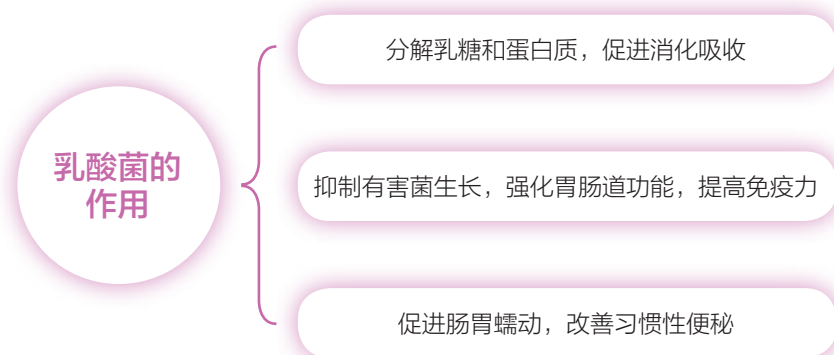 乳酸菌的
作用
分解乳糖和蛋白质，促进消化吸收
抑制有害菌生长，强化胃肠道功能，提高免疫力
促进肠胃蠕动，改善习惯性便秘